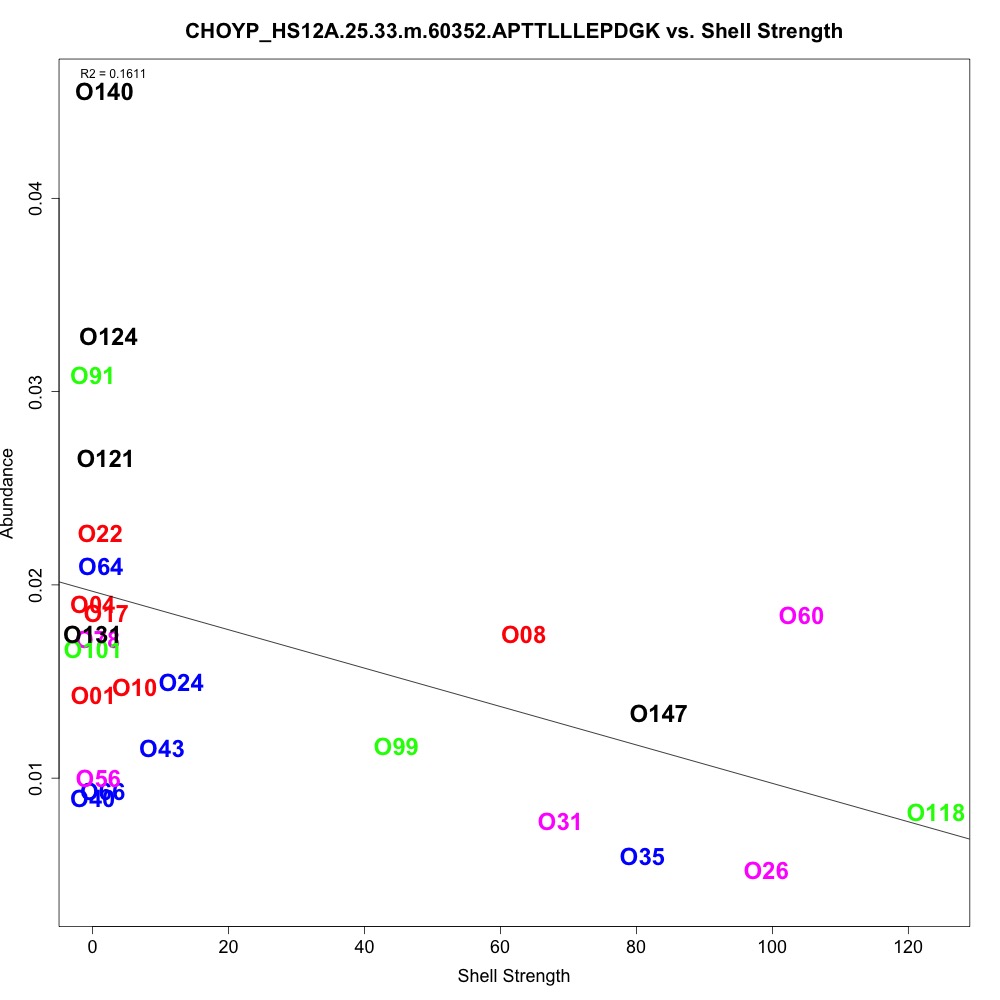 CHOYP_HS12A.25.33.m.60352.APTTLLLEPDGK vs. Shell Strength
R2 = 0.1611
O140
0.04
O124
O91
0.03
O121
Abundance
O22
O64
0.02
O04
O17
O60
O131
O08
O101
O24
O10
O01
O147
O99
O43
O56
0.01
O66
O40
O118
O31
O35
O26
0 20 40 60 80 100 120
Shell Strength